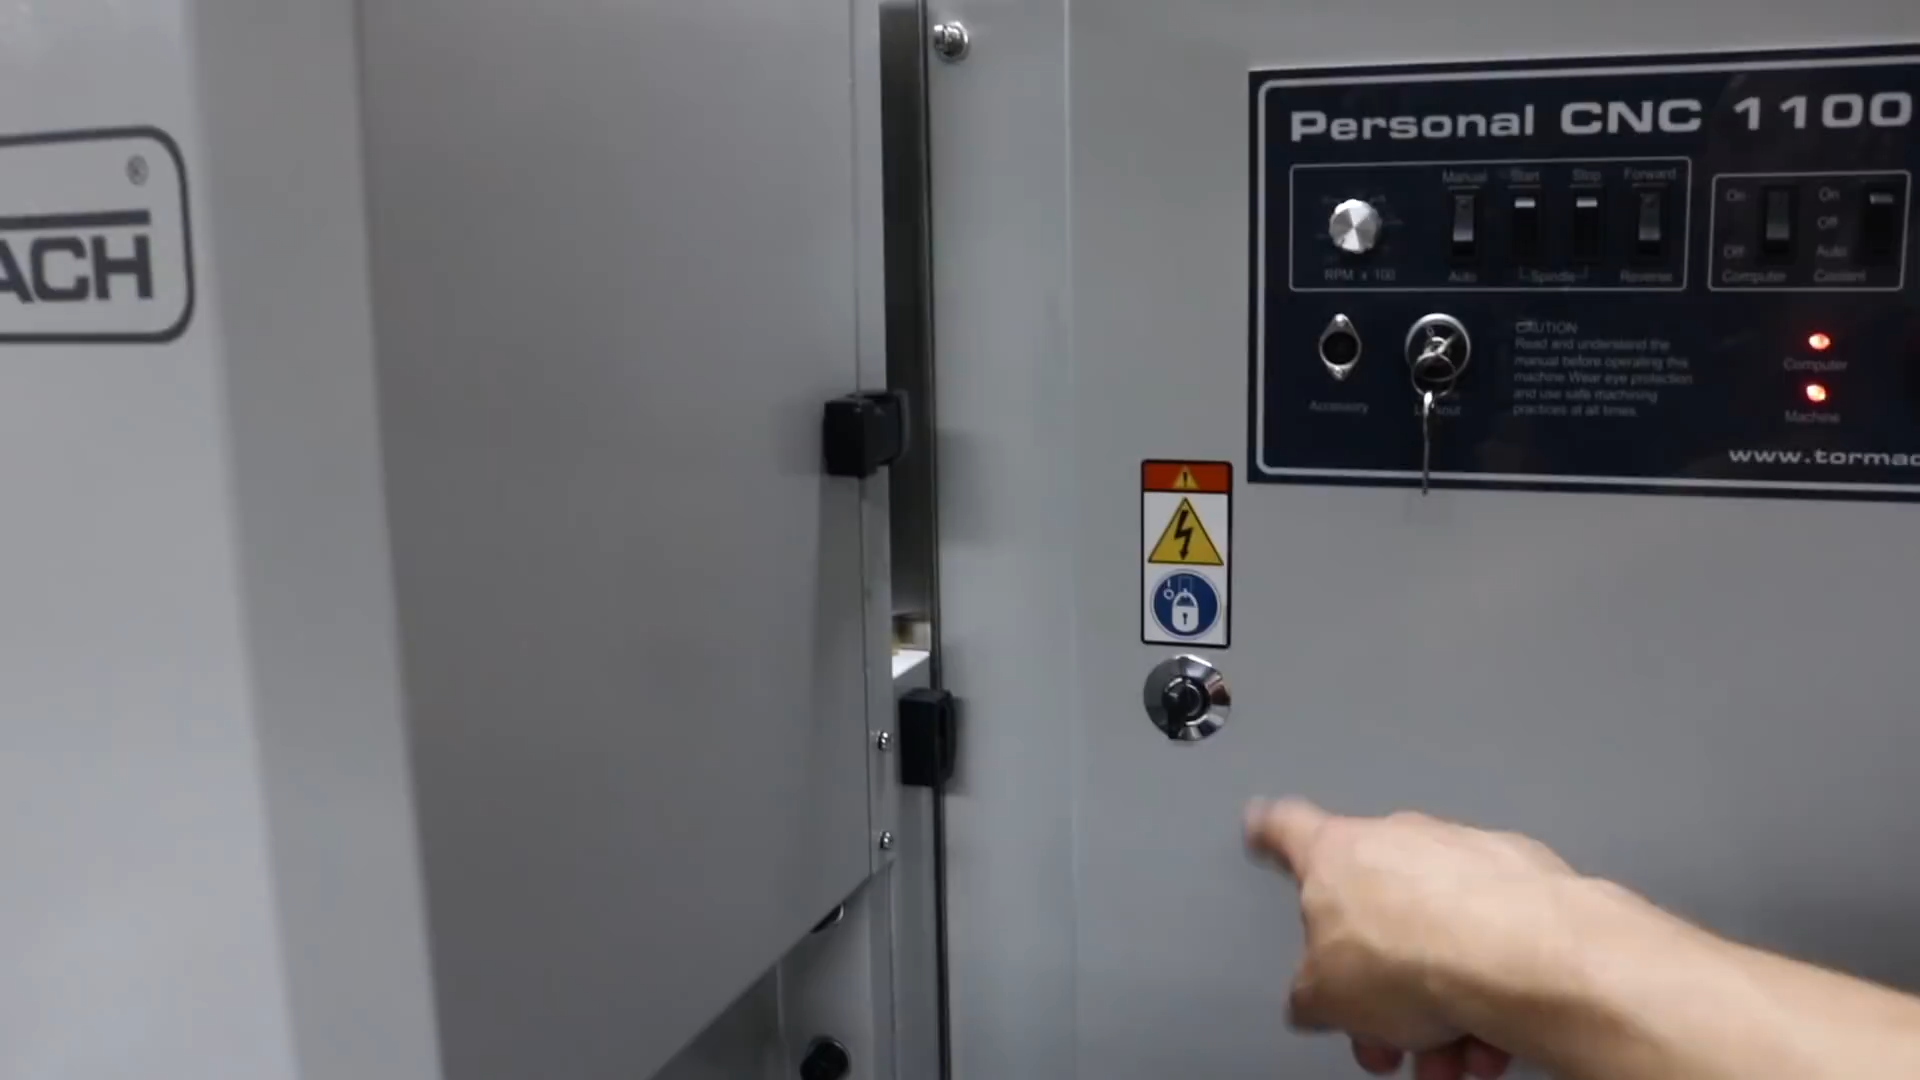 ®
ACH
Personal CNC 1100
Manual Start Stop Forward
RPM x 100 Auto Spindle Reverse
On On
Off
Off Auto
Computer Coolant
CAUTION
Read and understand the
manual before operating this
machine. Wear eye protection
and use safe machining
practices at all times.
Computer
Accessory
Machine
www.tormac